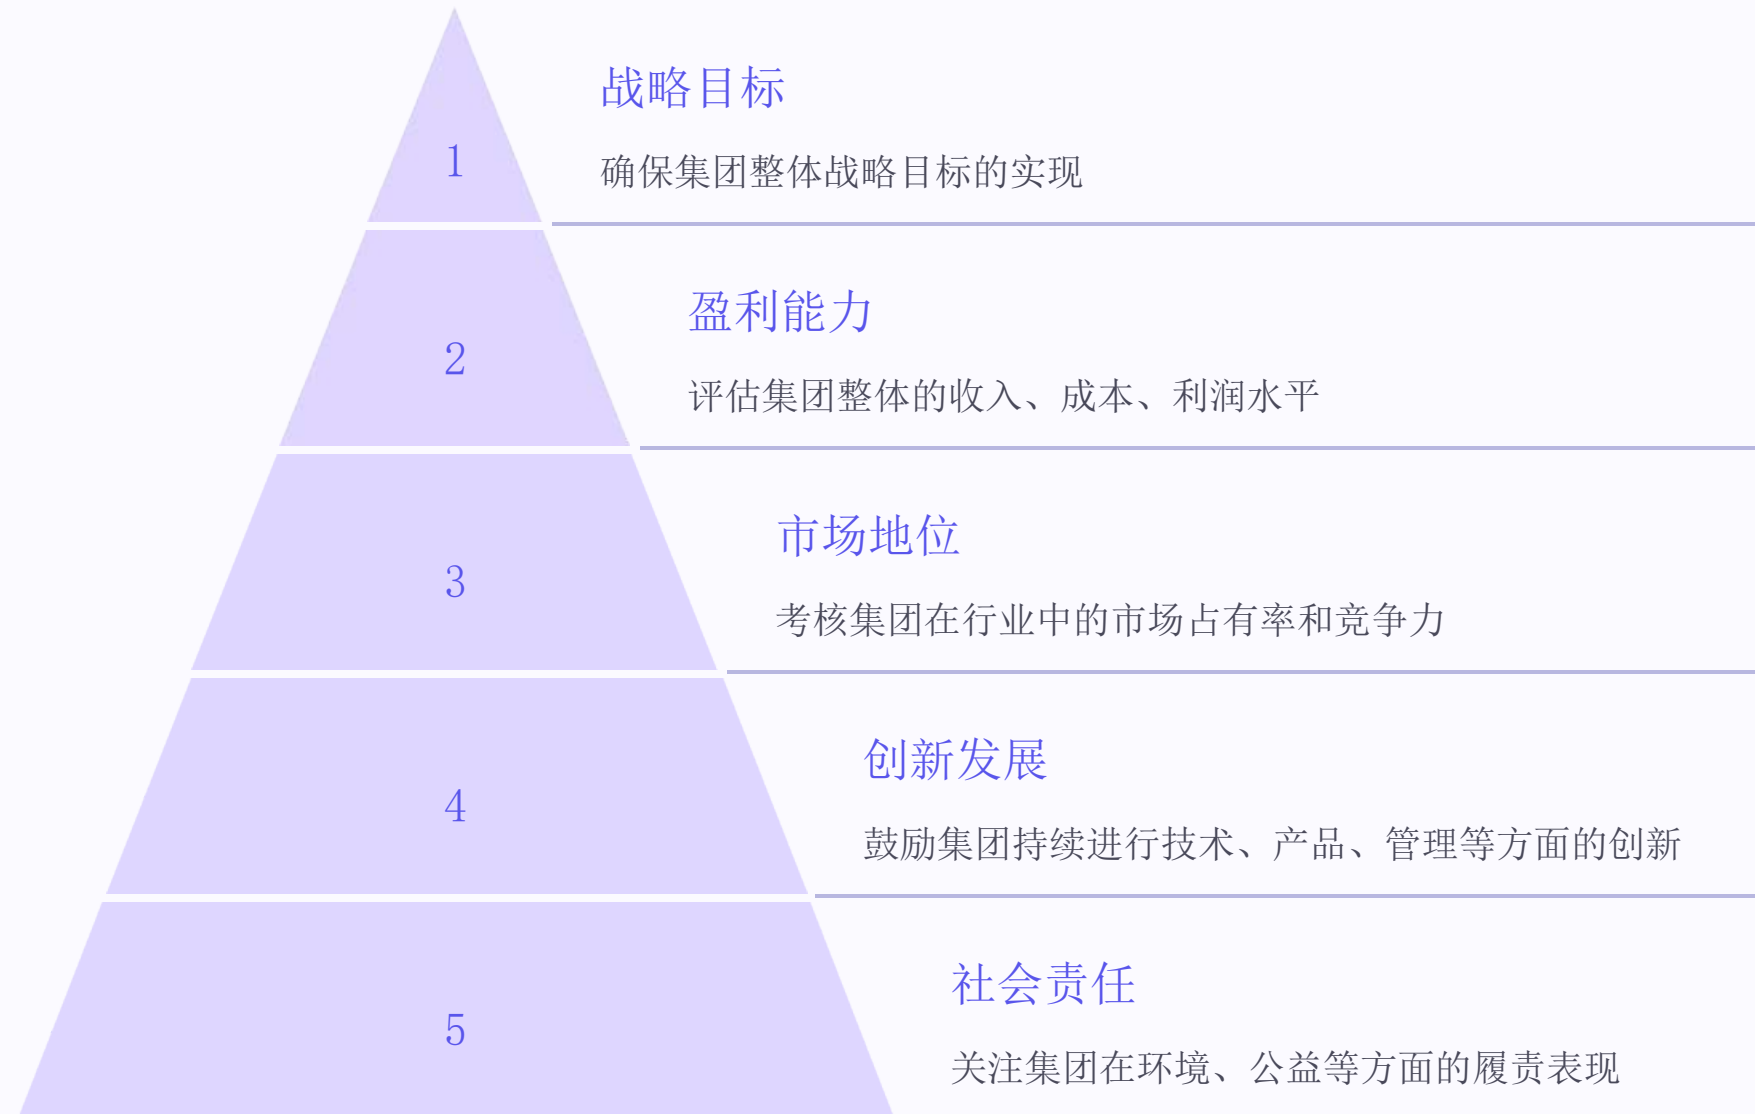 战略目标
1
确保集团整体战略目标的实现
盈利能力
2
评估集团整体的收入、成本、利润水平
市场地位
3
考核集团在行业中的市场占有率和竞争力
创新发展
4
鼓励集团持续进行技术、产品、管理等方面的创新
社会责任
5
关注集团在环境、公益等方面的履责表现